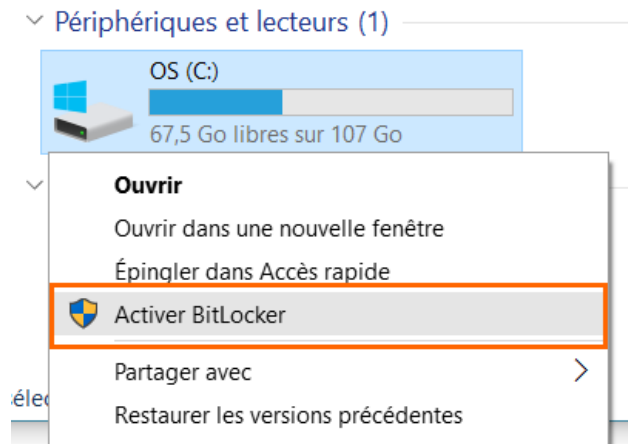 Périphériques et lecteurs (1)
OS (C:)
67,5 Go libres sur 107 Go
Ouvrir
Ouvrir dans une nouvelle fenêtre
Épingler dans Accès rapide
Activer BitLocker
Partager avec
Restaurer les versions précédentes